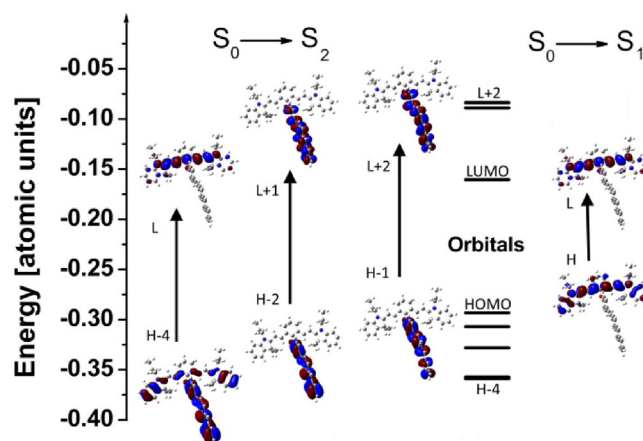 S0 → S2
S0 → S1
Energy [atomic units]
-0.05
-0.10
-0.15
-0.20
-0.25
-0.30
-0.35
-0.40
L
H-4
L+1
H-2
L+2
H-1
L+2
LUMO
Orbitals
HOMO
H-4
L
H